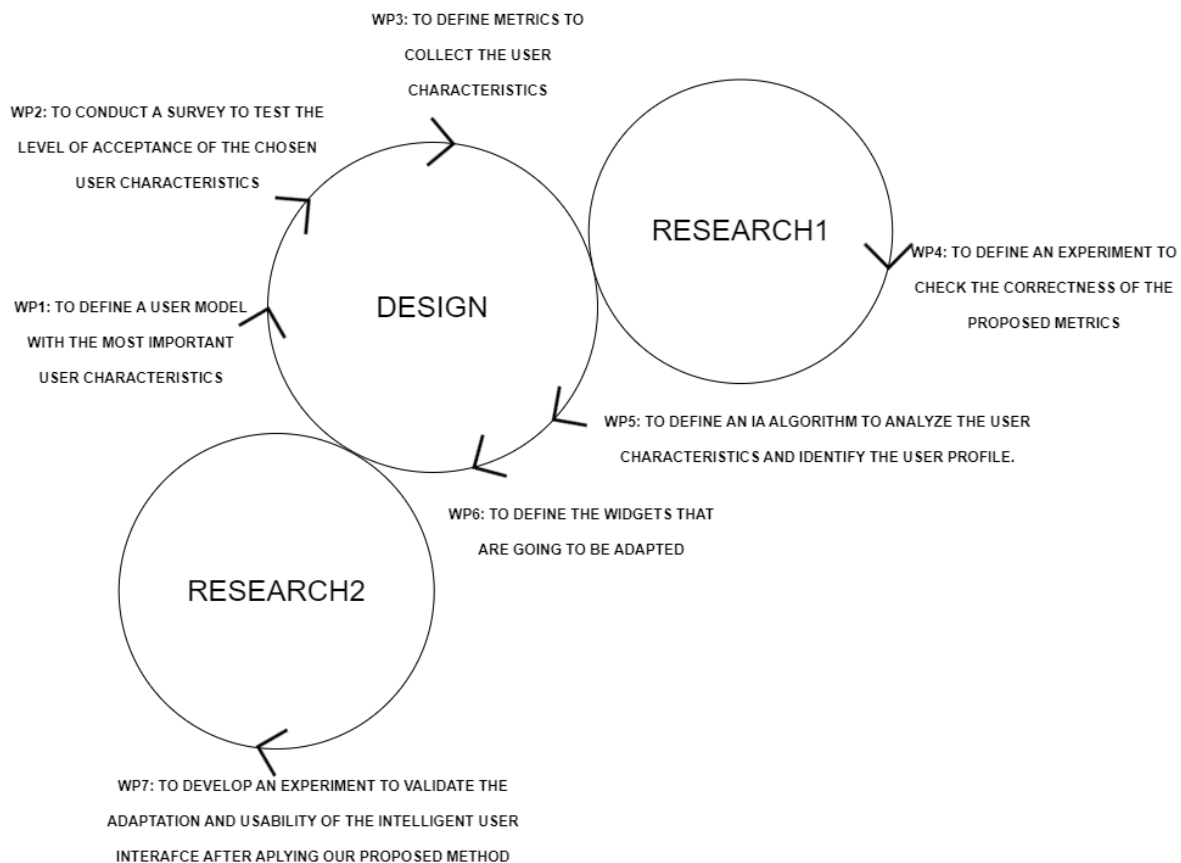 WP3: TO DEFINE METRICS TO
COLLECT THE USER
CHARACTERISTICS
WP2: TO CONDUCT A SURVEY TO TEST THE
LEVEL OF ACCEPTANCE OF THE CHOSEN
USER CHARACTERISTICS
RESEARCH1
WP4: TO DEFINE AN EXPERIMENT TO
CHECK THE CORRECTNESS OF THE
PROPOSED METRICS
DESIGN
WP1: TO DEFINE A USER MODEL
WITH THE MOST IMPORTANT
USER CHARACTERISTICS
WP5: TO DEFINE AN IA ALGORITHM TO ANALYZE THE USER
CHARACTERISTICS AND IDENTIFY THE USER PROFILE.
WP6: TO DEFINE THE WIDGETS THAT
ARE GOING TO BE ADAPTED
RESEARCH2
WP7: TO DEVELOP AN EXPERIMENT TO VALIDATE THE
ADAPTATION AND USABILITY OF THE INTELLIGENT USER
INTERAFCE AFTER APLYING OUR PROPOSED METHOD